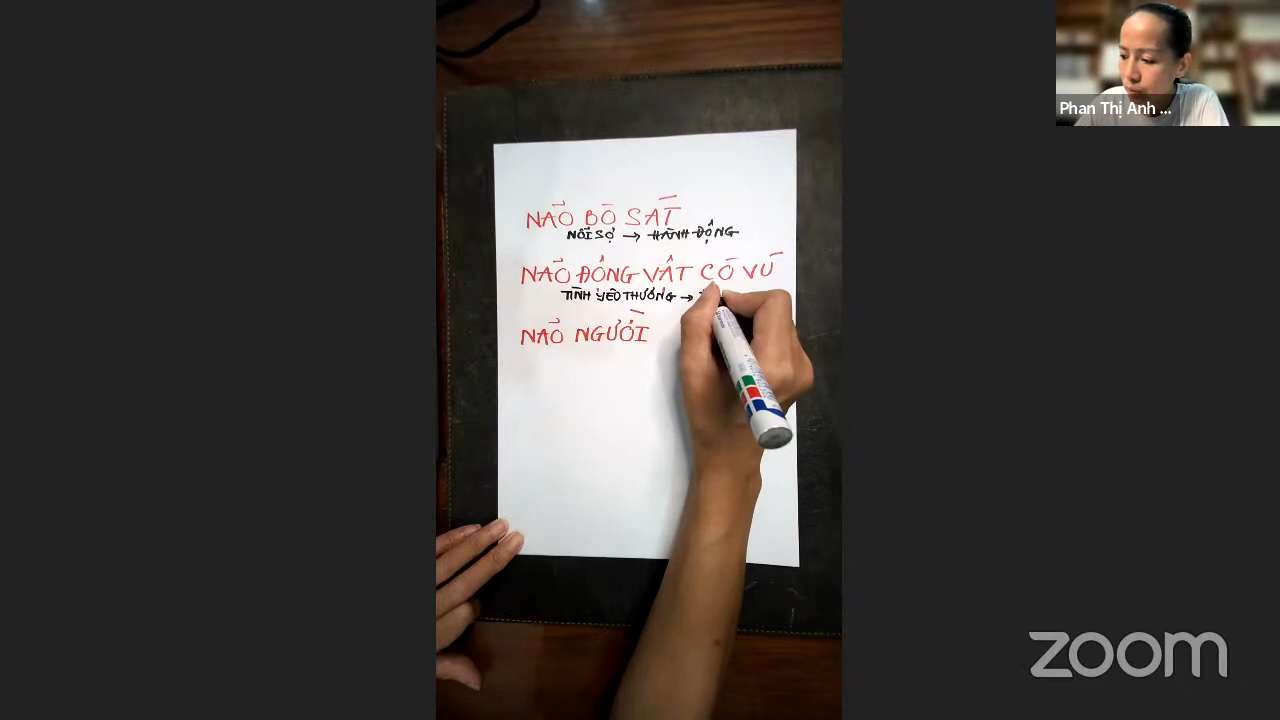 Phan Thị Anh ...
NÃO BÒ SÁT
NỖI SỢ → HÀNH ĐỘNG
NÃO ĐỘNG VẬT CÓ VÚ
TÌNH YÊU THƯƠNG →
NÃO NGƯỜI
zoom